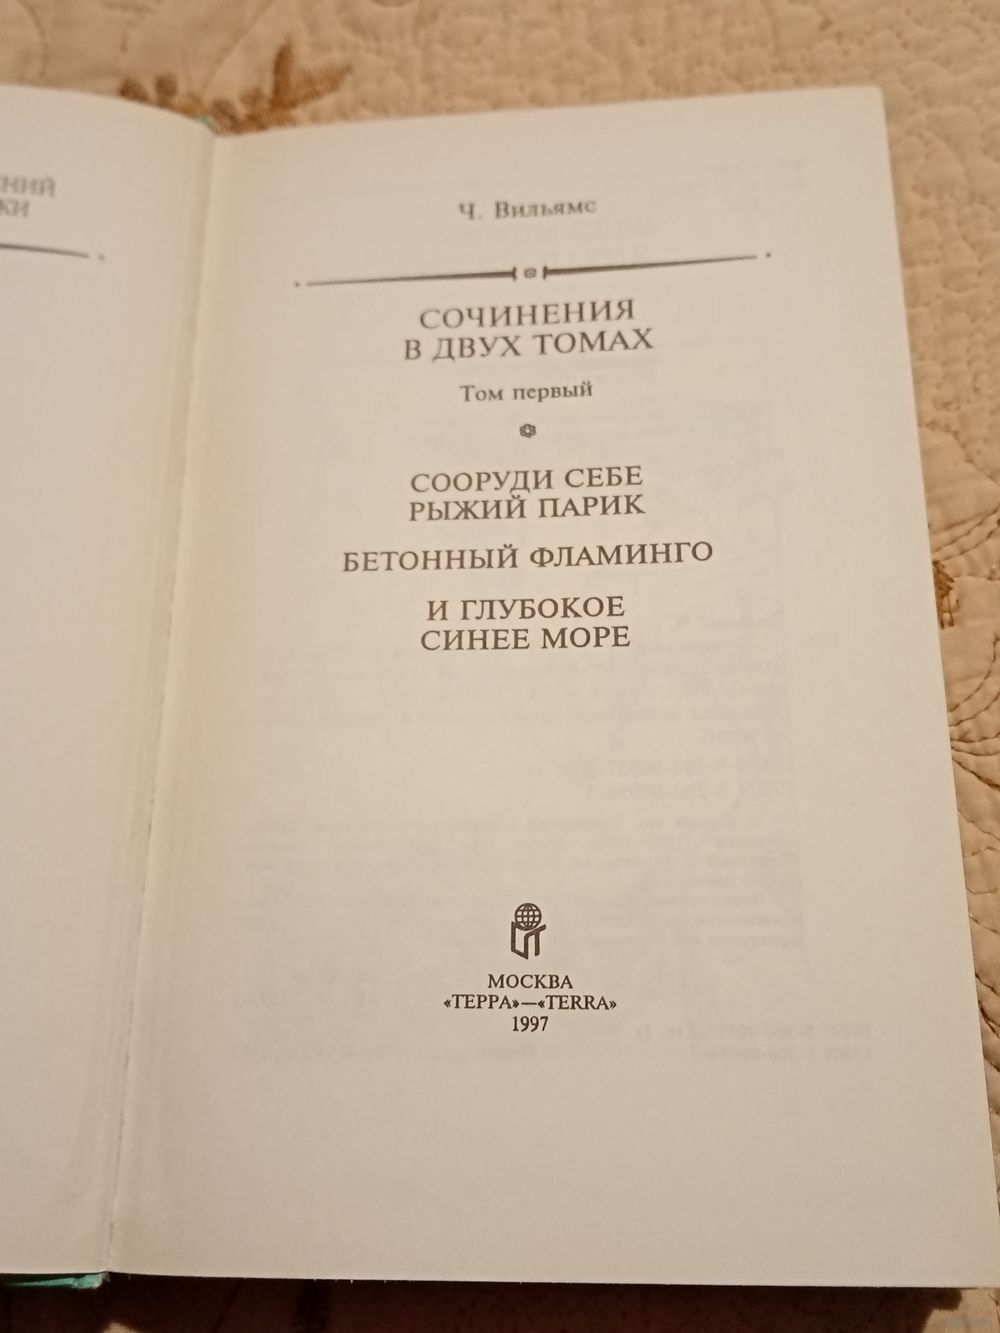 Ч. Вильямс
СОЧИНЕНИЯ
В ДВУХ ТОМАХ
Том первый
СООРУДИ СЕБЕ
РЫЖИЙ ПАРИК
БЕТОННЫЙ ФЛАМИНГО
И ГЛУБОКОЕ
СИНЕЕ МОРЕ
МОСКВА
«ТЕРРА»—«TERRA»
1997